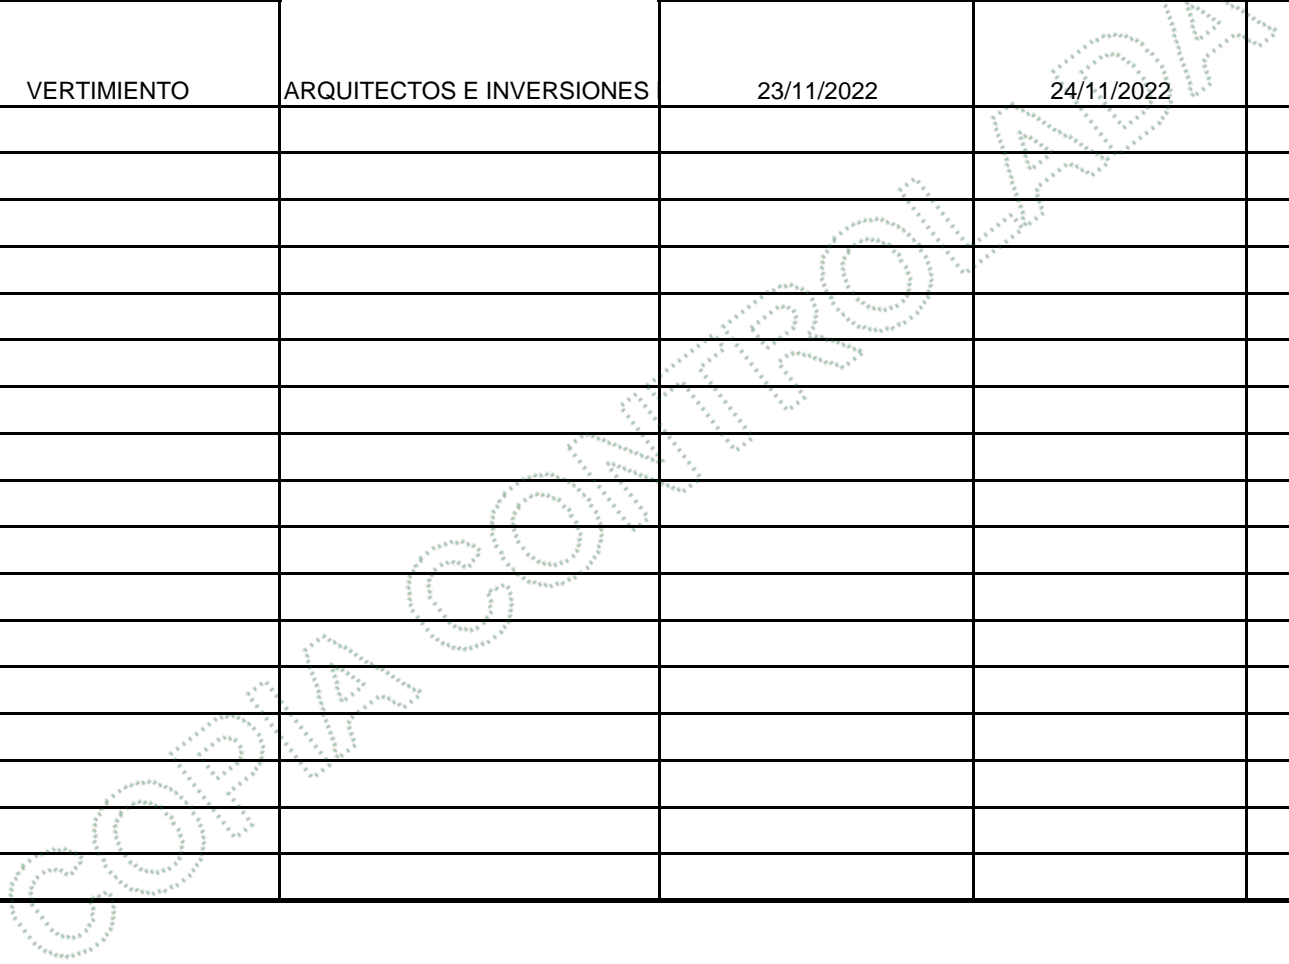 VERTIMIENTO ARQUITECTOS E INVERSIONES 23/11/2022 24/11/2022
COPIA CONTROLADA